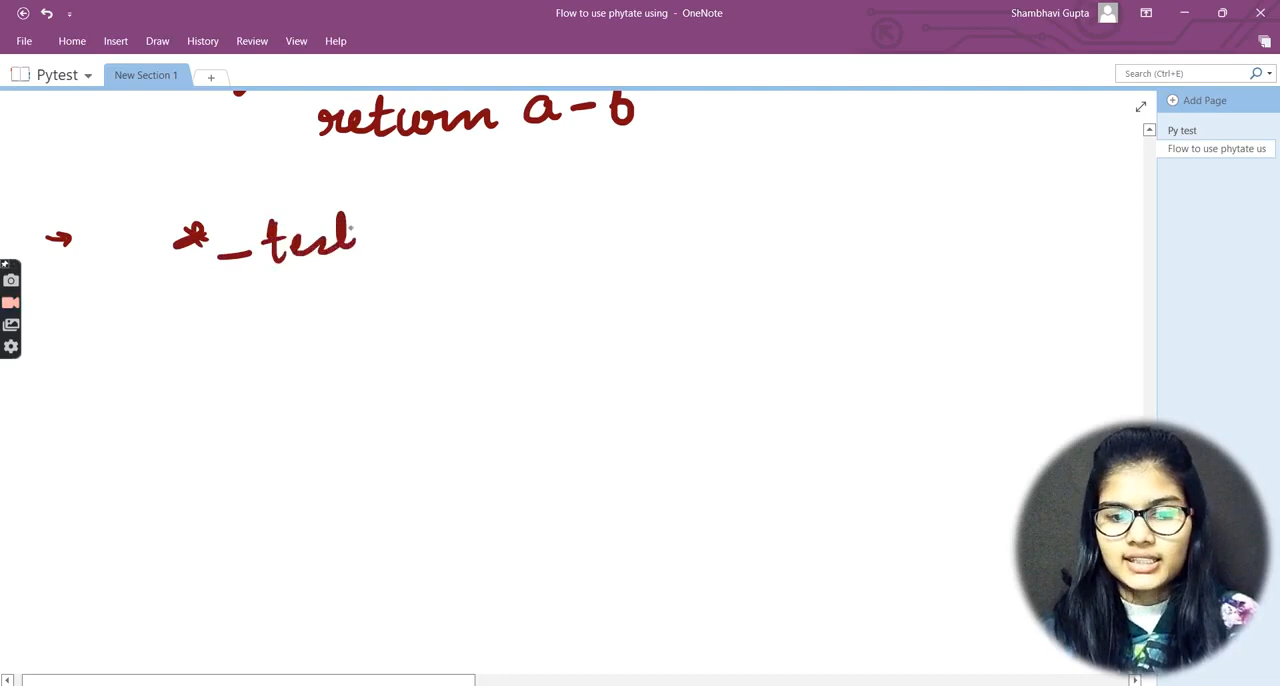 Flow to use phytate using - OneNote
Shambhavi Gupta
File Home Insert Draw History Review View Help
Pytest New Section 1 +
Search (Ctrl+E)
Add Page
Py test
Flow to use phytate us
return a - b
→ *_test